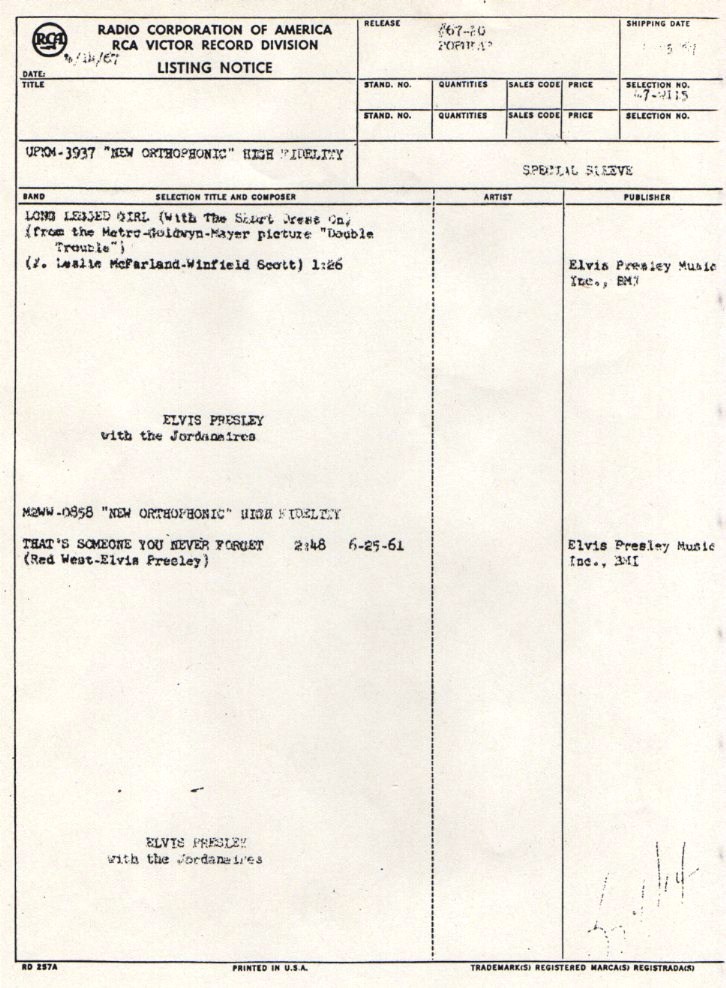 RCA
RADIO CORPORATION OF AMERICA
RCA VICTOR RECORD DIVISION
LISTING NOTICE
DATE:
RELEASE
67-20
POPULAR
SHIPPING DATE
TITLE
STAND. NO. QUANTITIES SALES CODE PRICE SELECTION NO.
47-9115
STAND. NO. QUANTITIES SALES CODE PRICE SELECTION NO.
UPKM-3937 "NEW ORTHOPHONIC" HIGH FIDELITY
SPECIAL SLEEVE
BAND SELECTION TITLE AND COMPOSER ARTIST PUBLISHER
LONG LEGGED GIRL (With The Short Dress On)
(from the Metro-Goldwyn-Mayer picture "Double
Trouble")
(J. Leslie McFarland-Winfield Scott) 1:26
Elvis Presley Music
Inc., BMI
ELVIS PRESLEY
with the Jordanaires
M2WW-0858 "NEW ORTHOPHONIC" HIGH FIDELITY
THAT'S SOMEONE YOU NEVER FORGET 2:48 6-25-61
(Red West-Elvis Presley)
Elvis Presley Music
Inc., BMI
ELVIS PRESLEY
with the Jordanaires
RD 257A PRINTED IN U.S.A. TRADEMARK(S) REGISTERED MARCA(S) REGISTRADA(S)